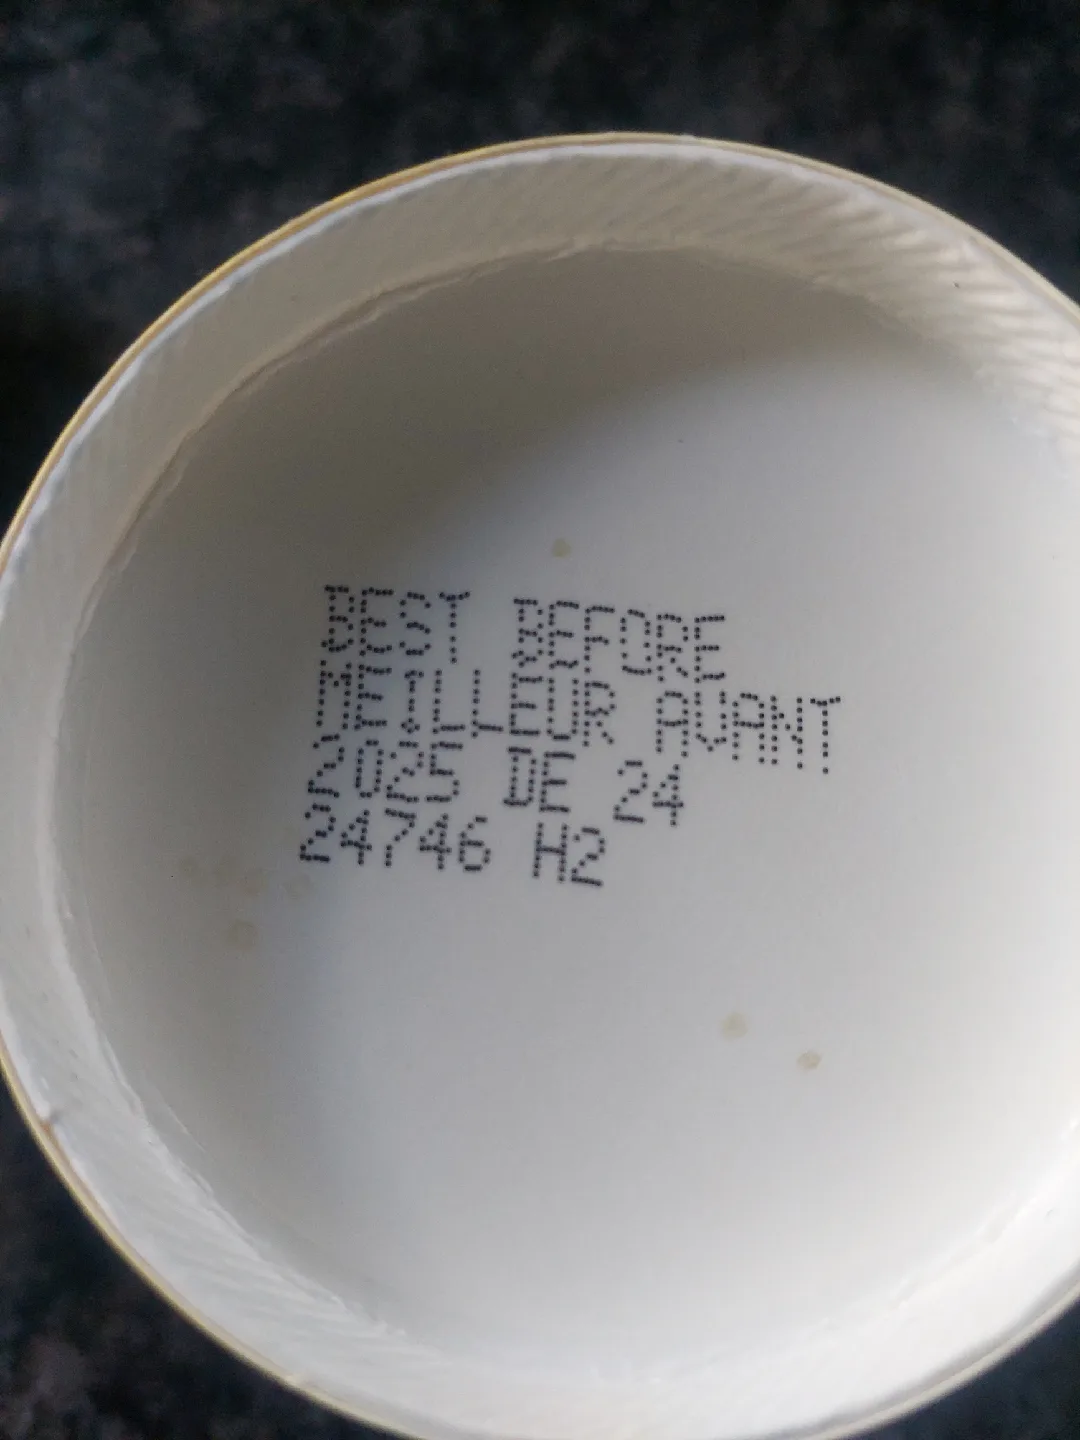 BEST BEFORE
MEILLEUR AVANT
2025 DE 24
24746 H2